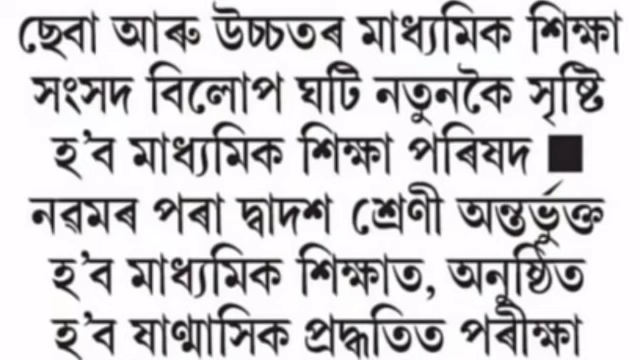 ছেবা আৰু উচ্চতৰ মাধ্যমিক শিক্ষা
সংসদ বিলোপ ঘটি নতুনকৈ সৃষ্টি
হ'ব মাধ্যমিক শিক্ষা পৰিষদ ■
নৱমৰ পৰা দ্বাদশ শ্ৰেণী অন্তৰ্ভুক্ত
হ'ব মাধ্যমিক শিক্ষাত, অনুষ্ঠিত
হ'ব ষাণ্মাসিক প্ৰদ্ধতিত পৰীক্ষা